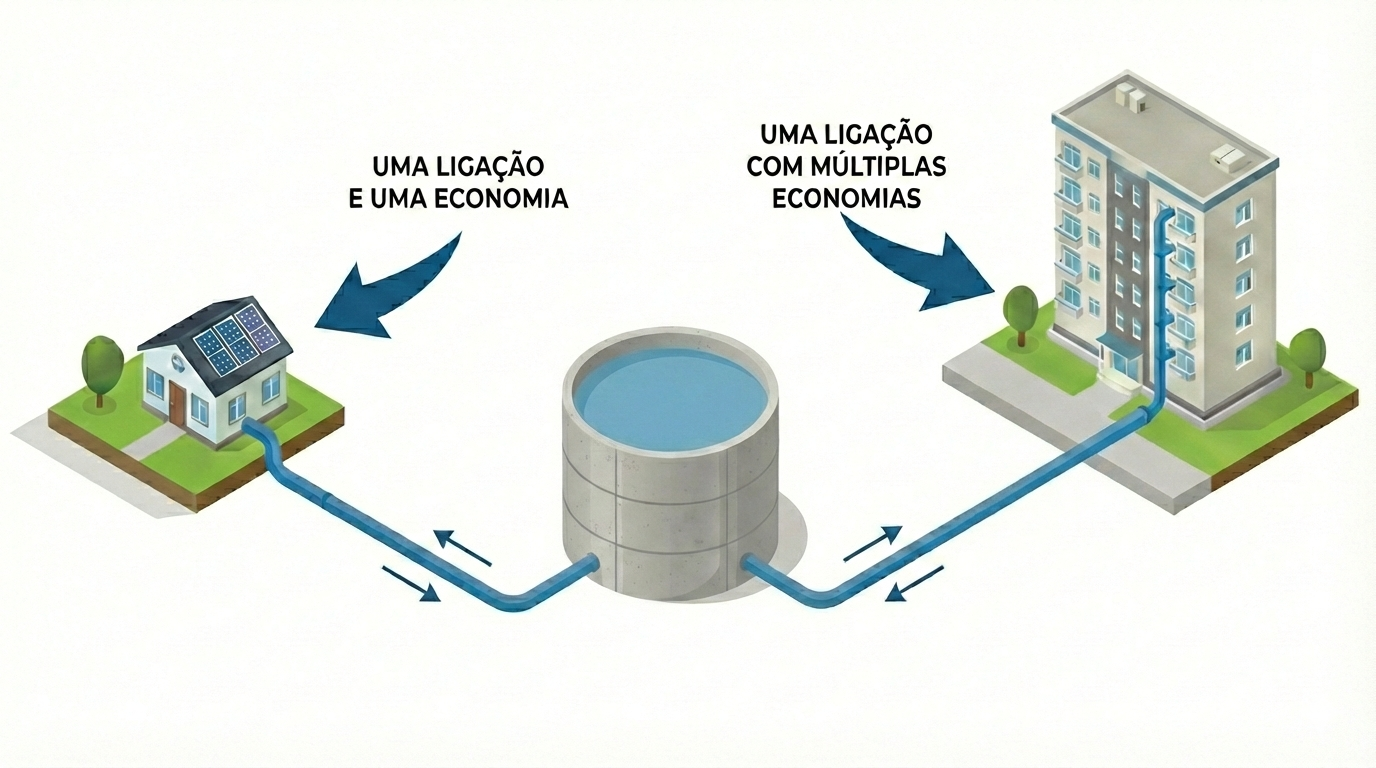 UMA LIGAÇÃO
E UMA ECONOMIA
UMA LIGAÇÃO
COM MÚLTIPLAS
ECONOMIAS